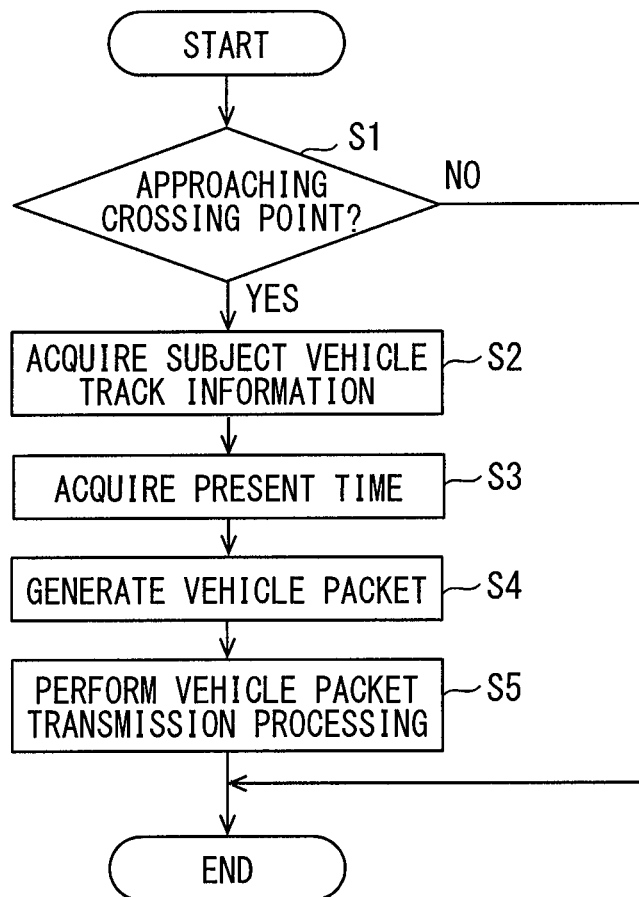 START
S1
APPROACHING
CROSSING POINT?
NO
YES
ACQUIRE SUBJECT VEHICLE
TRACK INFORMATION
S2
ACQUIRE PRESENT TIME
S3
GENERATE VEHICLE PACKET
S4
PERFORM VEHICLE PACKET
TRANSMISSION PROCESSING
S5
END